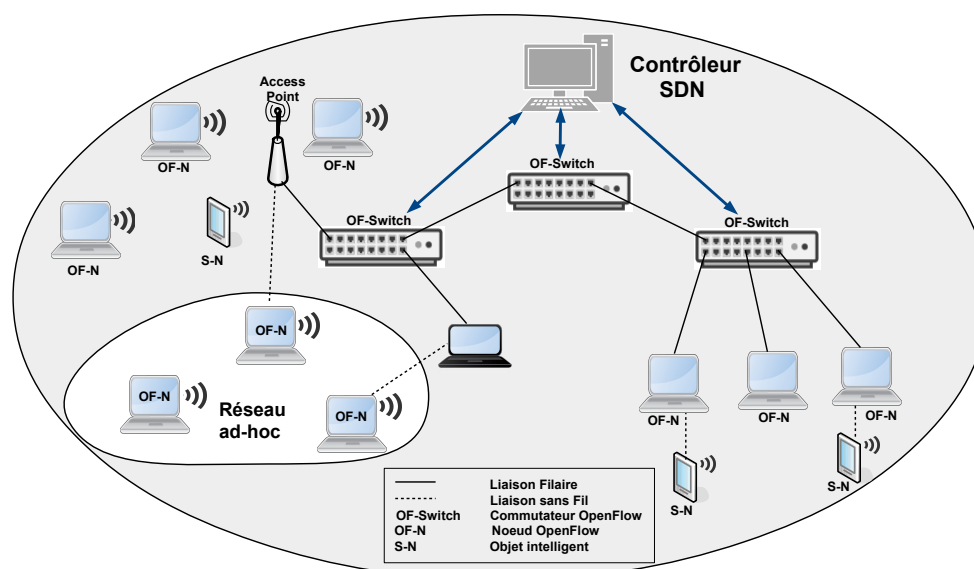 Contrôleur
SDN
Access
Point
OF-N
OF-N
OF-Switch
OF-N
S-N
OF-Switch
OF-Switch
OF-N
OF-N
OF-N
Réseau
ad-hoc
OF-N
OF-N
OF-N
S-N
S-N
Liaison Filaire
Liaison sans Fil
OF-Switch Commutateur OpenFlow
OF-N Noeud OpenFlow
S-N Objet intelligent